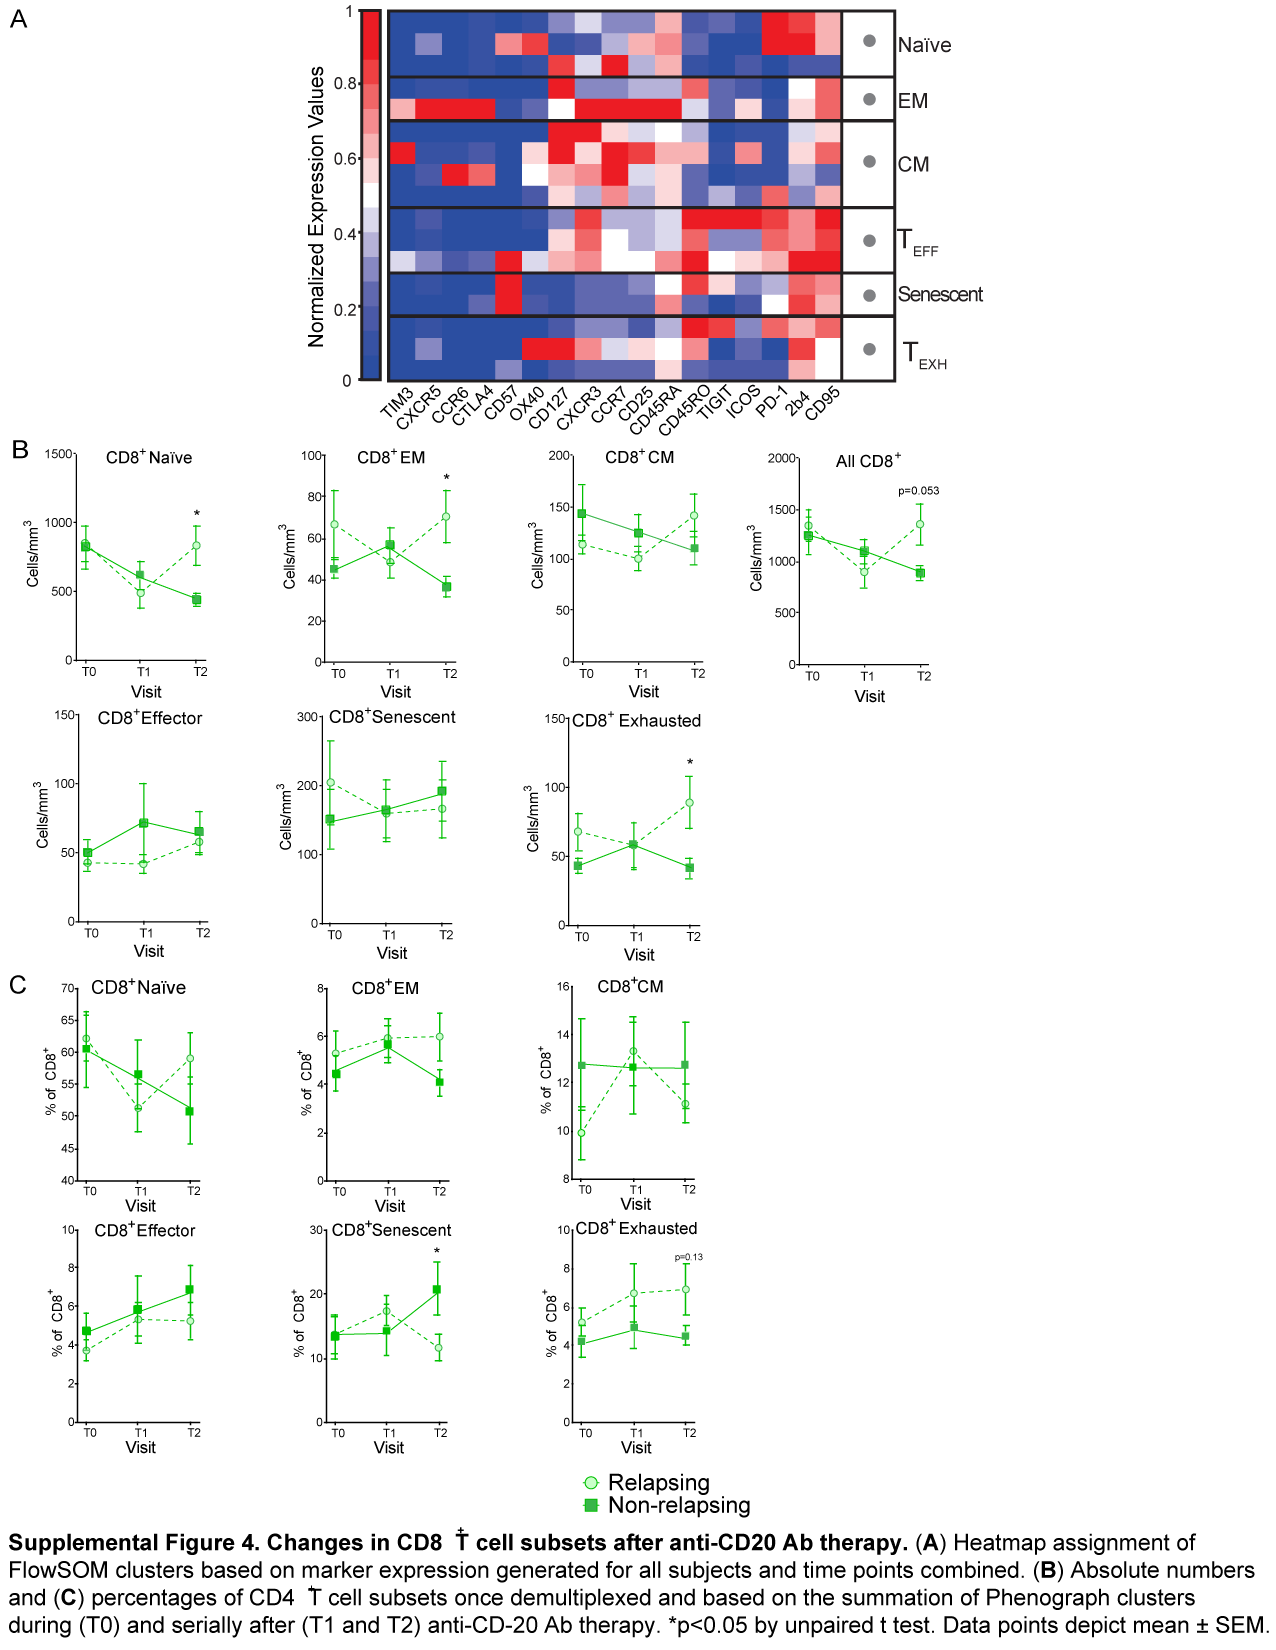 A
Normalized Expression Values
1
0.8
0.6
0.4
0.2
0
Naïve
EM
CM
TEFF
Senescent
TEXH
TIM3 CXCR5 CCR6 CTLA4 CD57 OX40 CD127 CXCR3 CCR7 CD25 CD45RA CD45RO TIGIT ICOS PD-1 2b4 CD95
B
CD8+ Naïve
Cells/mm3
1500
1000
500
0
*
T0 T1 T2
Visit
CD8+ EM
Cells/mm3
100
80
60
40
20
0
*
T0 T1 T2
Visit
CD8+ CM
Cells/mm3
200
150
100
50
0
T0 T1 T2
Visit
All CD8+
Cells/mm3
2000
1500
1000
500
0
p=0.053
T0 T1 T2
Visit
CD8+Effector
Cells/mm3
150
100
50
0
T0 T1 T2
Visit
CD8+Senescent
Cells/mm3
300
200
100
0
T0 T1 T2
Visit
CD8+ Exhausted
Cells/mm3
150
100
50
0
*
T0 T1 T2
Visit
C
CD8+Naïve
% of CD8+
70
65
60
55
50
45
40
T0 T1 T2
Visit
CD8+EM
% of CD8+
8
6
4
2
0
T0 T1 T2
Visit
CD8+CM
% of CD8+
16
14
12
10
8
T0 T1 T2
Visit
CD8+Effector
% of CD8+
10
8
6
4
2
0
T0 T1 T2
Visit
CD8+Senescent
% of CD8+
30
20
10
0
*
T0 T1 T2
Visit
CD8+ Exhausted
% of CD8+
10
8
6
4
2
0
p=0.13
T0 T1 T2
Visit
Relapsing
Non-relapsing
Supplemental Figure 4. Changes in CD8 +T cell subsets after anti-CD20 Ab therapy. (A) Heatmap assignment of
FlowSOM clusters based on marker expression generated for all subjects and time points combined. (B) Absolute numbers
and (C) percentages of CD4 +T cell subsets once demultiplexed and based on the summation of Phenograph clusters
during (T0) and serially after (T1 and T2) anti-CD-20 Ab therapy. *p<0.05 by unpaired t test. Data points depict mean ± SEM.